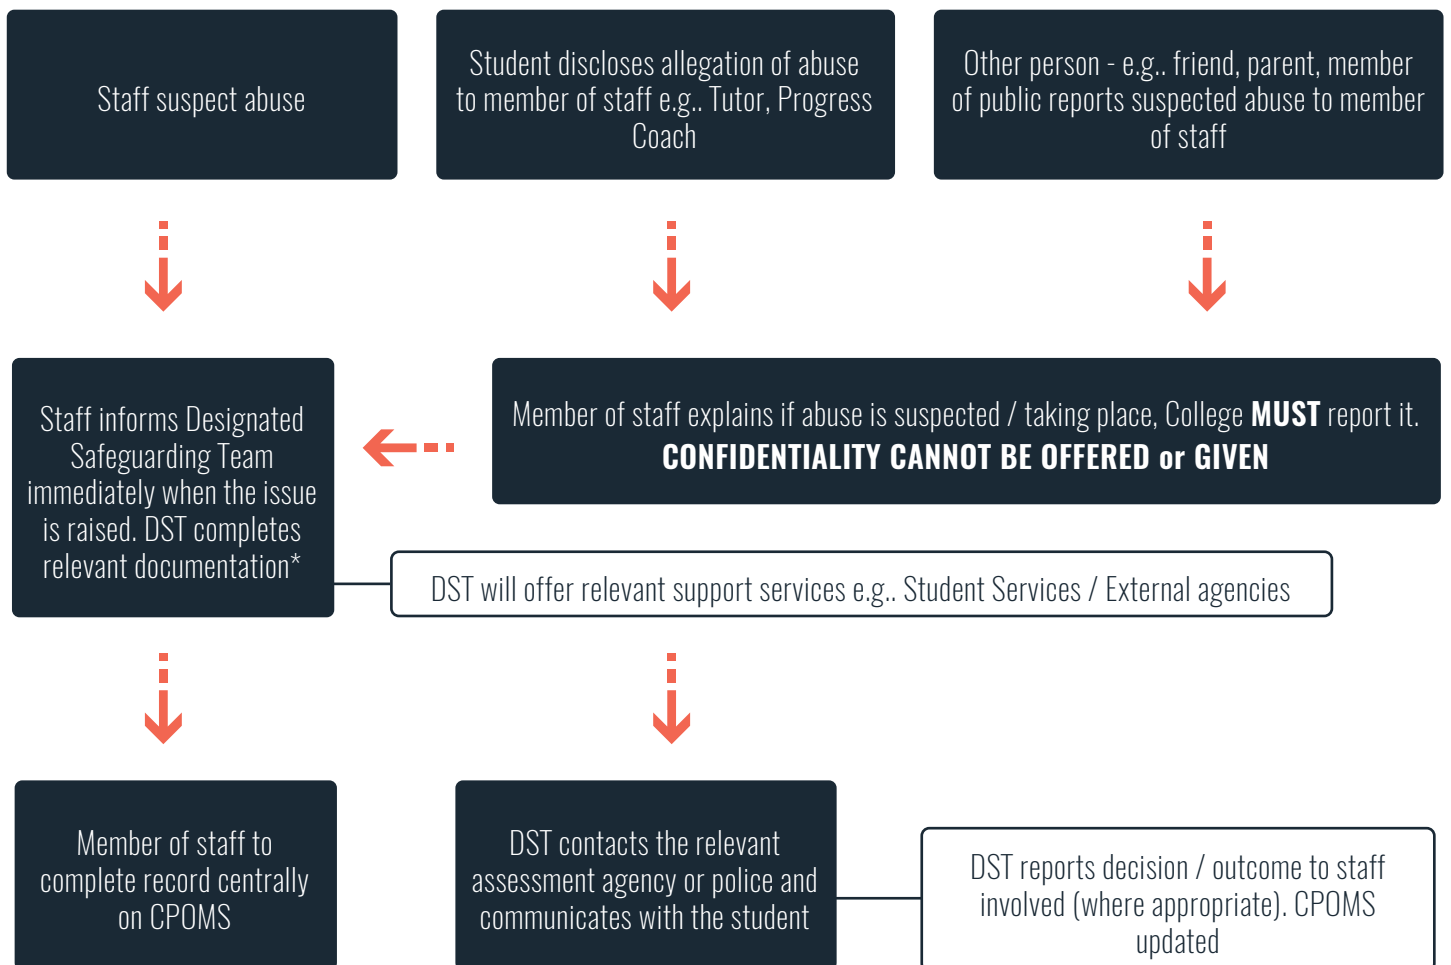 Staff suspect abuse
Student discloses allegation of abuse
to member of staff e.g.. Tutor, Progress
Coach
Other person - e.g.. friend, parent, member
of public reports suspected abuse to member
of staff
Staff informs Designated
Safeguarding Team
immediately when the issue
is raised. DST completes
relevant documentation*
Member of staff explains if abuse is suspected / taking place, College MUST report it.
CONFIDENTIALITY CANNOT BE OFFERED or GIVEN
DST will offer relevant support services e.g.. Student Services / External agencies
Member of staff to
complete record centrally
on CPOMS
DST contacts the relevant
assessment agency or police and
communicates with the student
DST reports decision / outcome to staff
involved (where appropriate). CPOMS
updated